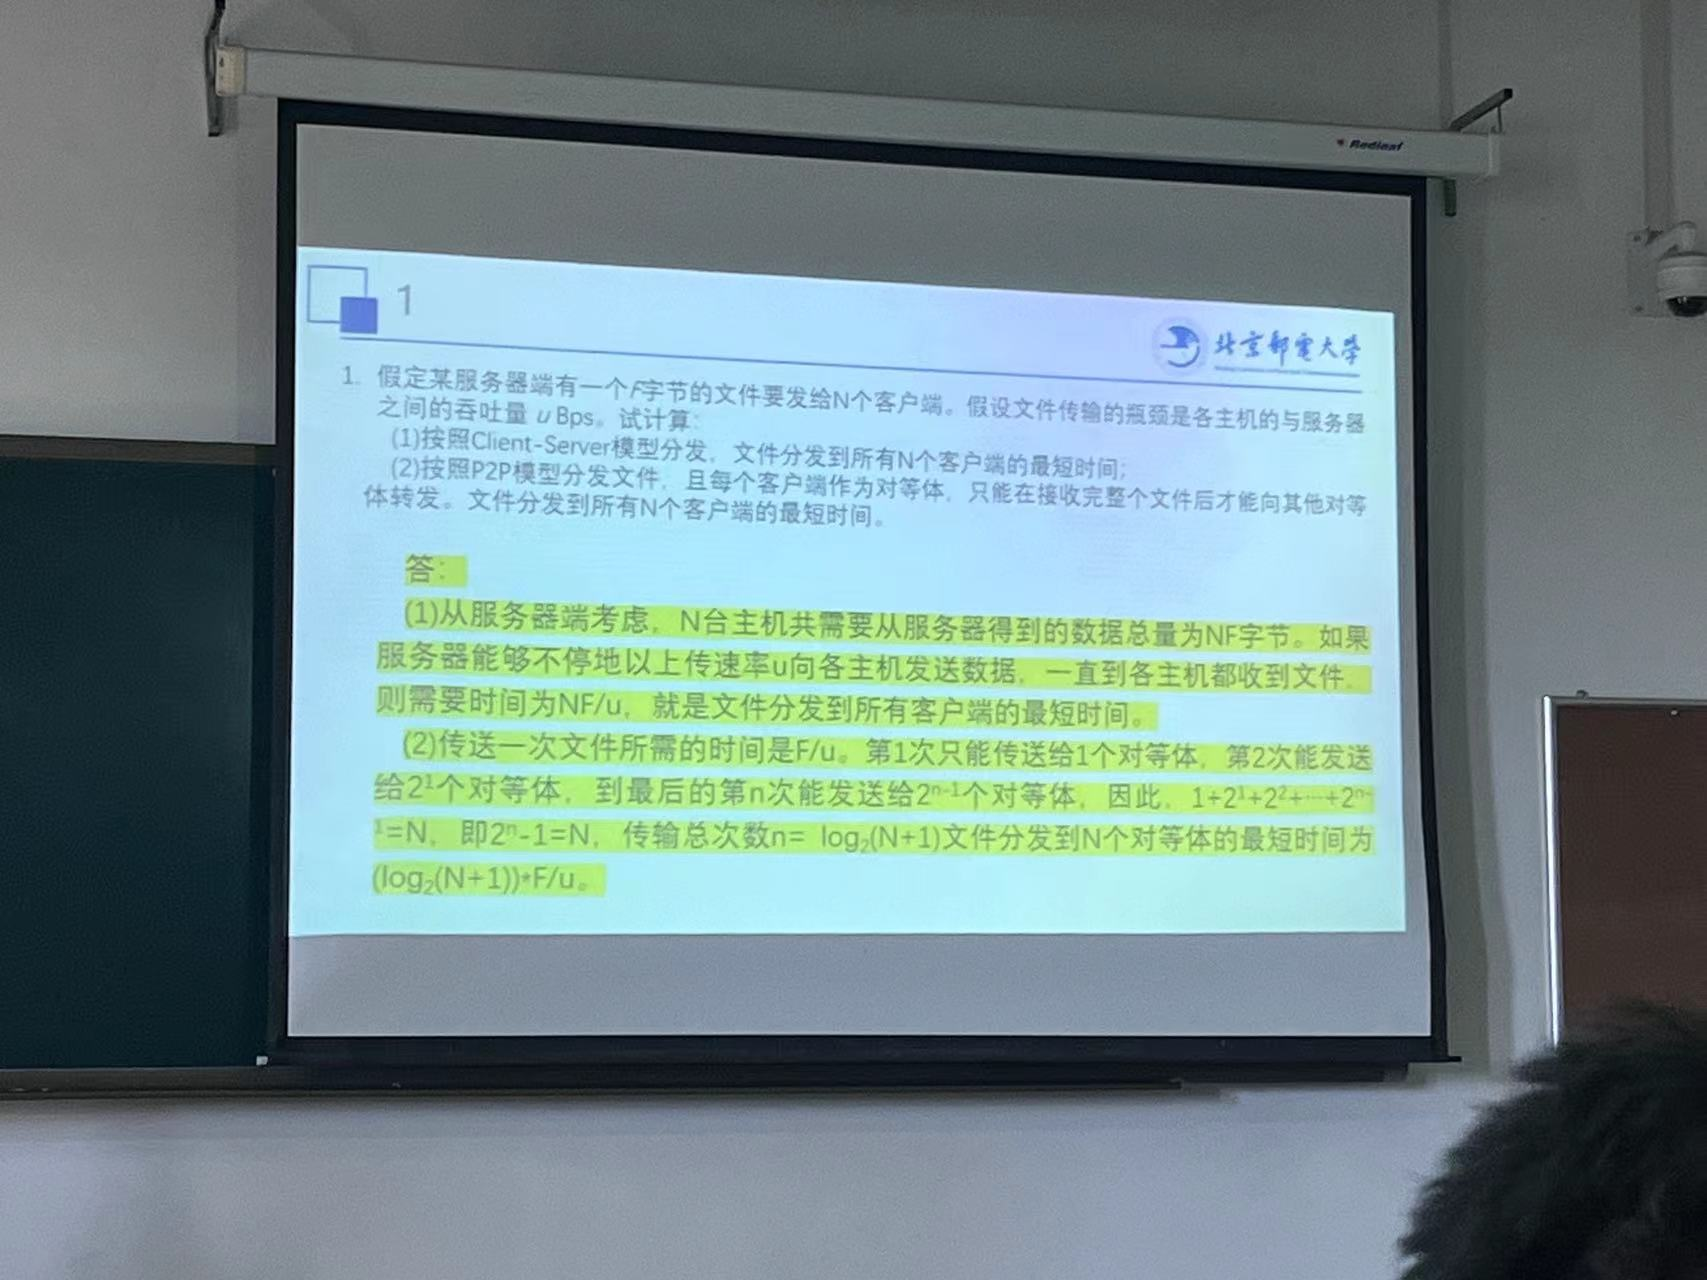 Redleaf
1
北京邮电大学
1. 假定某服务器端有一个F字节的文件要发给N个客户端。假设文件传输的瓶颈是各主机的与服务器
之间的吞吐量 u Bps。试计算:
(1)按照Client-Server模型分发，文件分发到所有N个客户端的最短时间;
(2)按照P2P模型分发文件，且每个客户端作为对等体，只能在接收完整个文件后才能向其他对等
体转发。文件分发到所有N个客户端的最短时间。
答:
(1)从服务器端考虑，N台主机共需要从服务器得到的数据总量为NF字节。如果
服务器能够不停地以上传速率u向各主机发送数据，一直到各主机都收到文件，
则需要时间为NF/u，就是文件分发到所有客户端的最短时间。
(2)传送一次文件所需的时间是F/u。第1次只能传送给1个对等体，第2次能发送
给2¹个对等体，到最后的第n次能发送给2ⁿ⁻¹个对等体，因此，1+2¹+2²+···+2ⁿ⁻
¹=N，即2ⁿ-1=N，传输总次数n= log₂(N+1)文件分发到N个对等体的最短时间为
(log₂(N+1))*F/u。